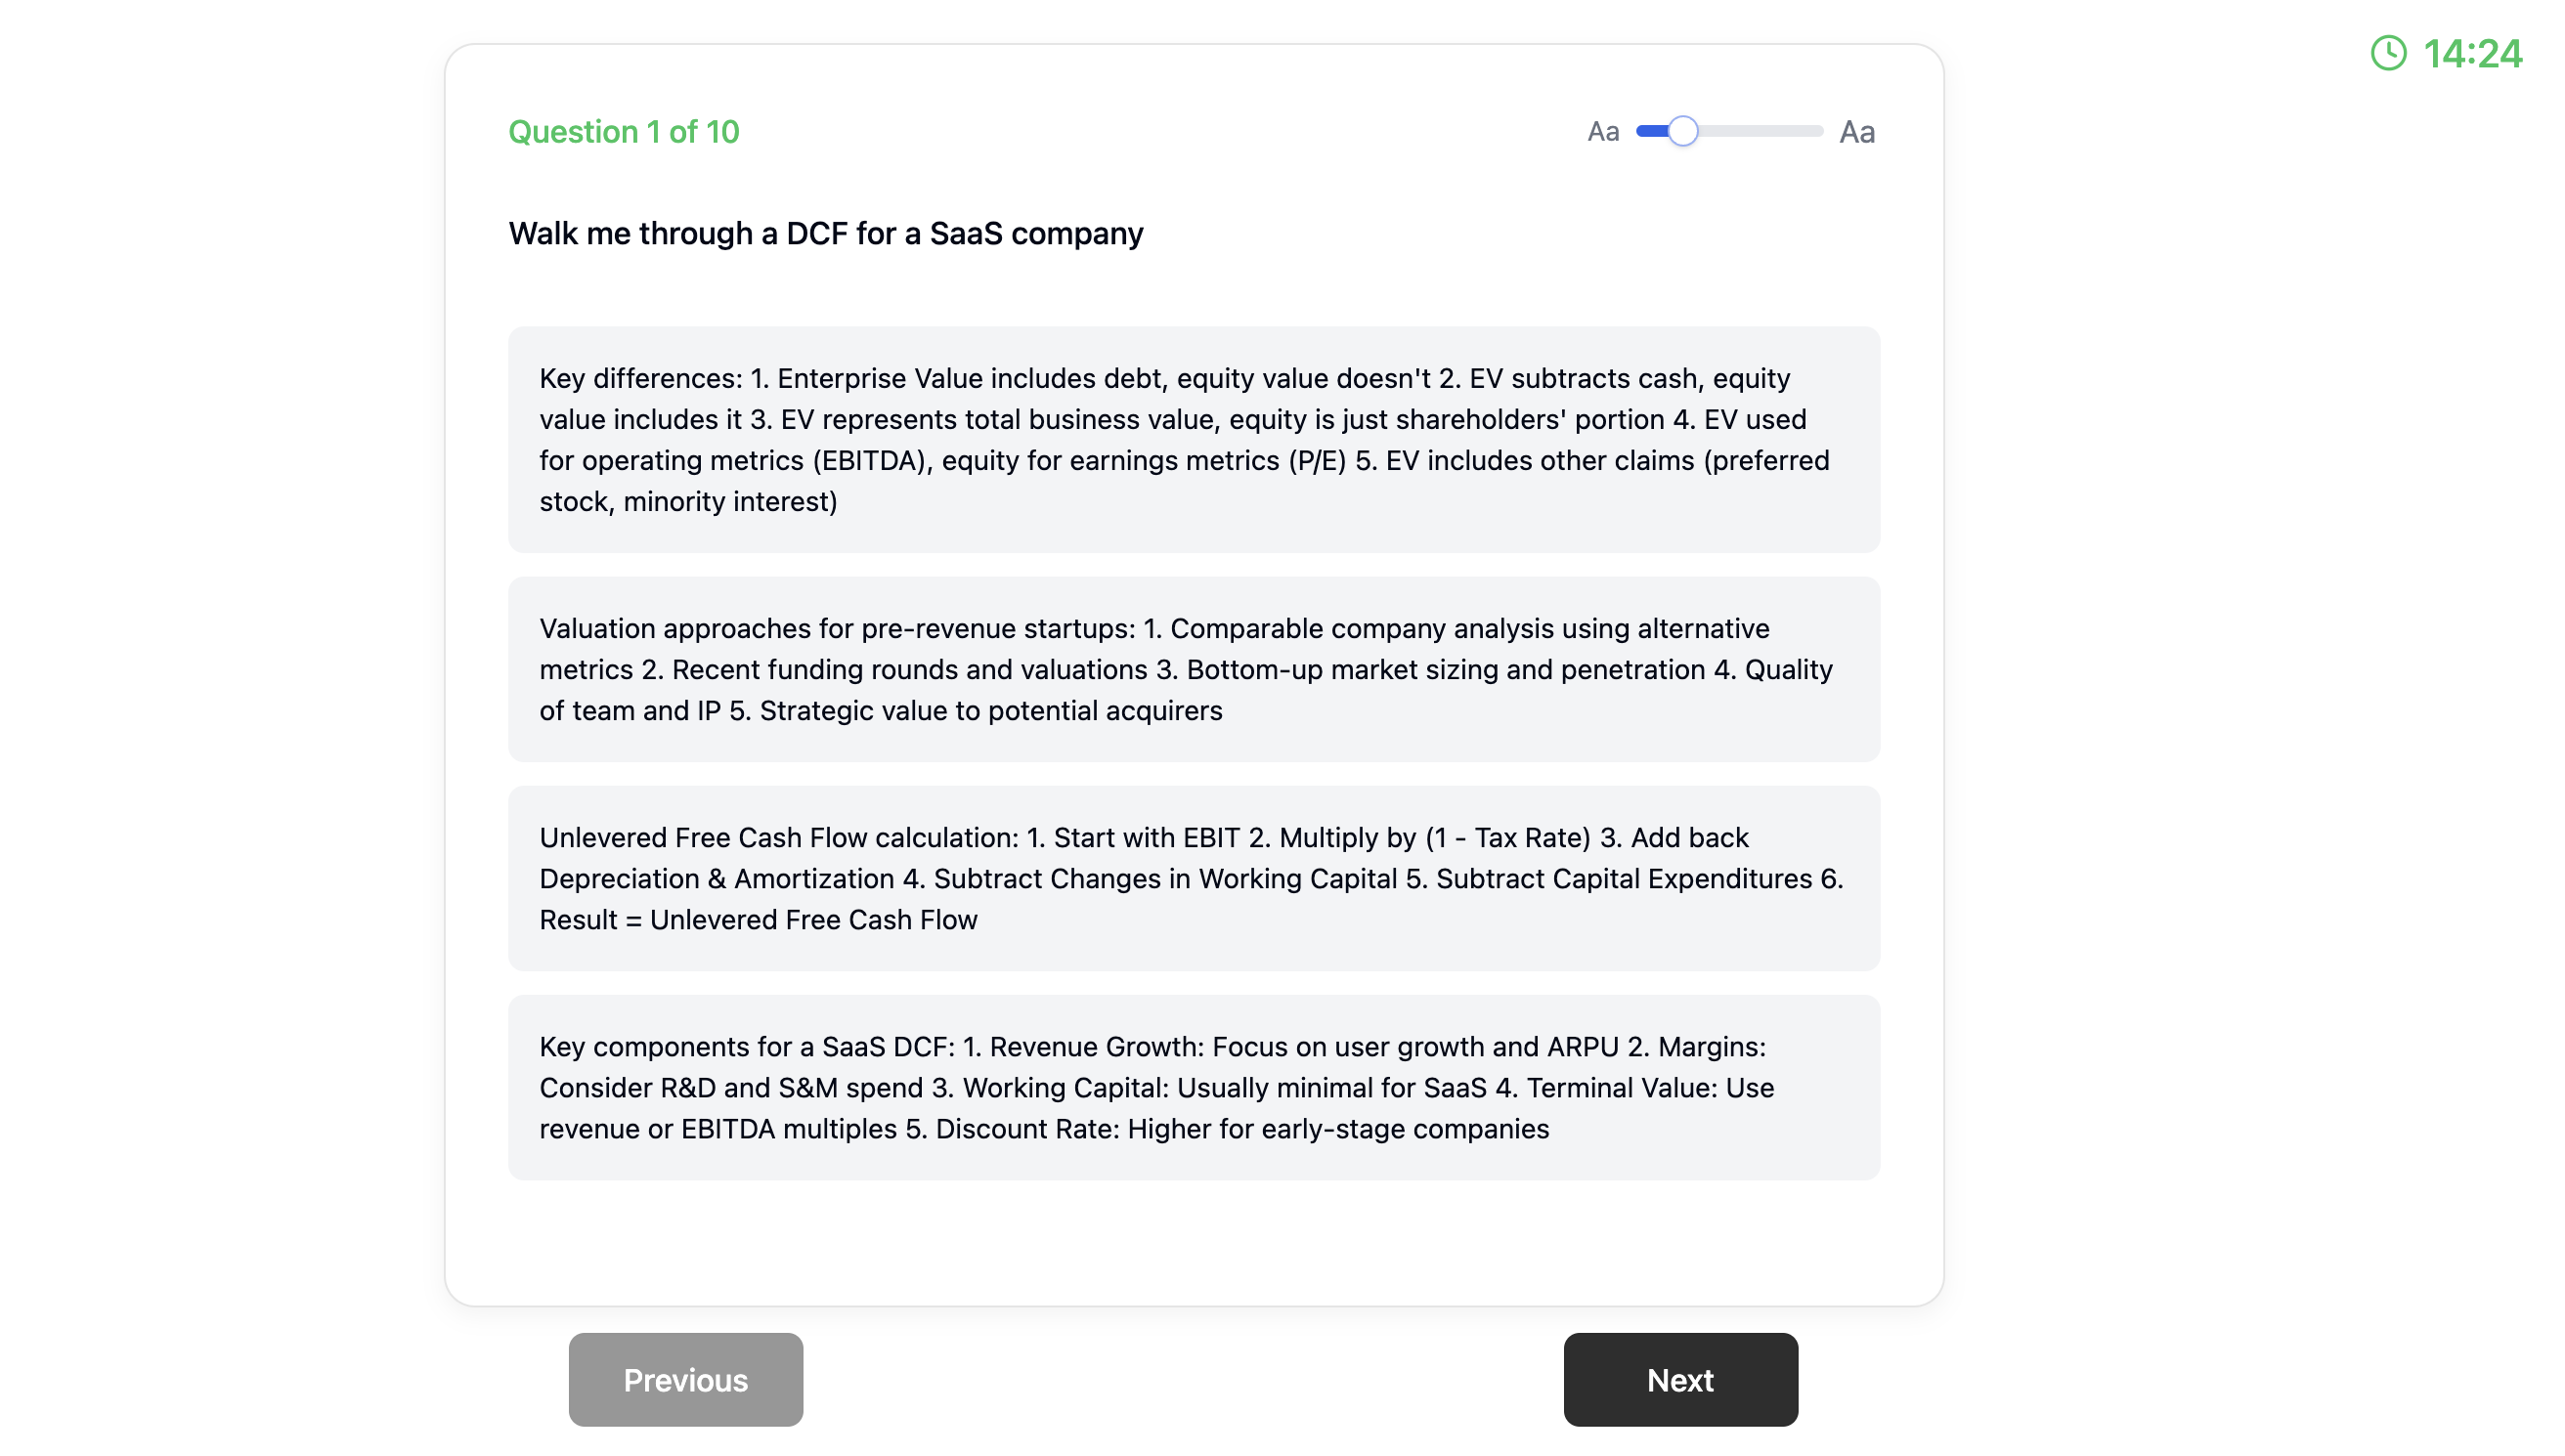 14:24
Question 1 of 10
Aa Aa
Walk me through a DCF for a SaaS company
Key differences: 1. Enterprise Value includes debt, equity value doesn't 2. EV subtracts cash, equity
value includes it 3. EV represents total business value, equity is just shareholders' portion 4. EV used
for operating metrics (EBITDA), equity for earnings metrics (P/E) 5. EV includes other claims (preferred
stock, minority interest)
Valuation approaches for pre-revenue startups: 1. Comparable company analysis using alternative
metrics 2. Recent funding rounds and valuations 3. Bottom-up market sizing and penetration 4. Quality
of team and IP 5. Strategic value to potential acquirers
Unlevered Free Cash Flow calculation: 1. Start with EBIT 2. Multiply by (1 - Tax Rate) 3. Add back
Depreciation & Amortization 4. Subtract Changes in Working Capital 5. Subtract Capital Expenditures 6.
Result = Unlevered Free Cash Flow
Key components for a SaaS DCF: 1. Revenue Growth: Focus on user growth and ARPU 2. Margins:
Consider R&D and S&M spend 3. Working Capital: Usually minimal for SaaS 4. Terminal Value: Use
revenue or EBITDA multiples 5. Discount Rate: Higher for early-stage companies
Previous
Next